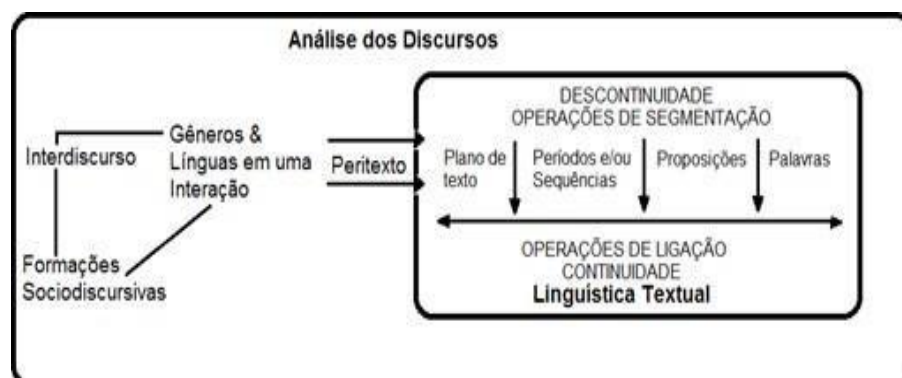 Análise dos Discursos
Interdiscurso
Gêneros &
Línguas em uma
Interação
Formações
Sociodiscursivas
Peritexto
DESCONTINUIDADE
OPERAÇÕES DE SEGMENTAÇÃO
Plano de
texto
Períodos e/ou
Sequências
Proposições
Palavras
OPERAÇÕES DE LIGAÇÃO
CONTINUIDADE
Linguística Textual